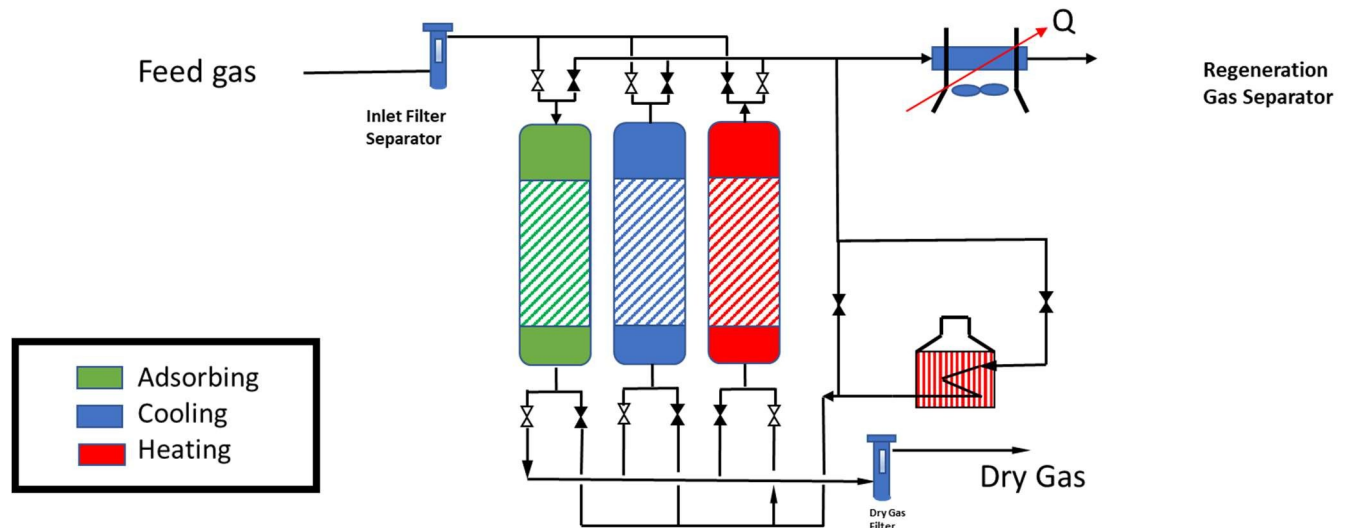 Q
Feed gas
Regeneration
Gas Separator
Inlet Filter
Separator
Adsorbing
Cooling
Heating
Dry Gas
Dry Gas
Filter